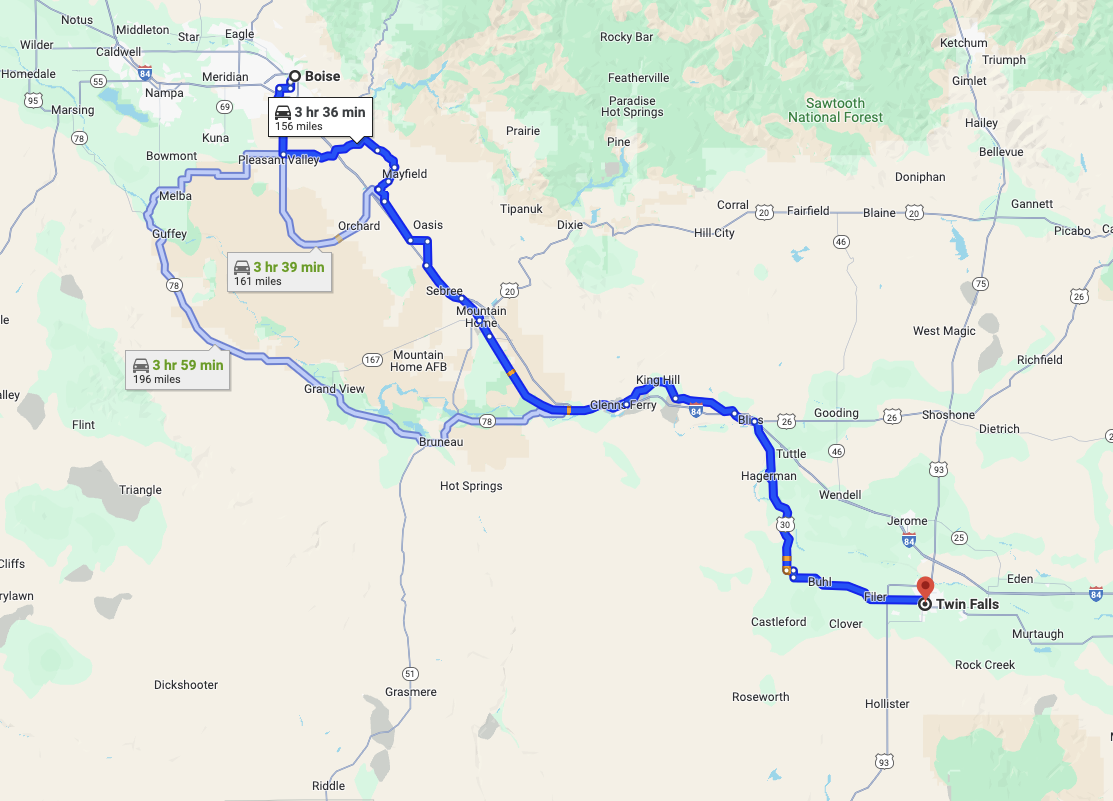 Notus
Middleton
Star
Eagle
Rocky Bar
Ketchum
Wilder
Caldwell
Triumph
Homedale
84
Meridian
Boise
Featherville
Gimlet
55
Nampa
95
Marsing
69
3 hr 36 min
156 miles
Paradise
Hot Springs
Sawtooth
National Forest
Hailey
78
Kuna
Prairie
Pine
Bellevue
Bowmont
Pleasant Valley
Mayfield
Doniphan
Melba
Tipanuk
Corral
20
Fairfield
Blaine
20
Gannett
Guffey
Orchard
Oasis
Dixie
Hill City
46
Picabo
Ca
3 hr 39 min
161 miles
78
Sebree
20
75
26
Mountain
Home
le
West Magic
3 hr 59 min
196 miles
167
Mountain
Home AFB
Richfield
Grand View
King Hill
alley
Glenns Ferry
84
Flint
78
Bliss
26
Gooding
26
Shoshone
Dietrich
2
Bruneau
Tuttle
46
93
Hagerman
Hot Springs
Triangle
Wendell
30
Jerome
84
25
Cliffs
Buhl
Eden
84
rylawn
Filer
Twin Falls
Castleford
Clover
Murtaugh
Rock Creek
51
Dickshooter
Grasmere
Roseworth
Hollister
93
Riddle